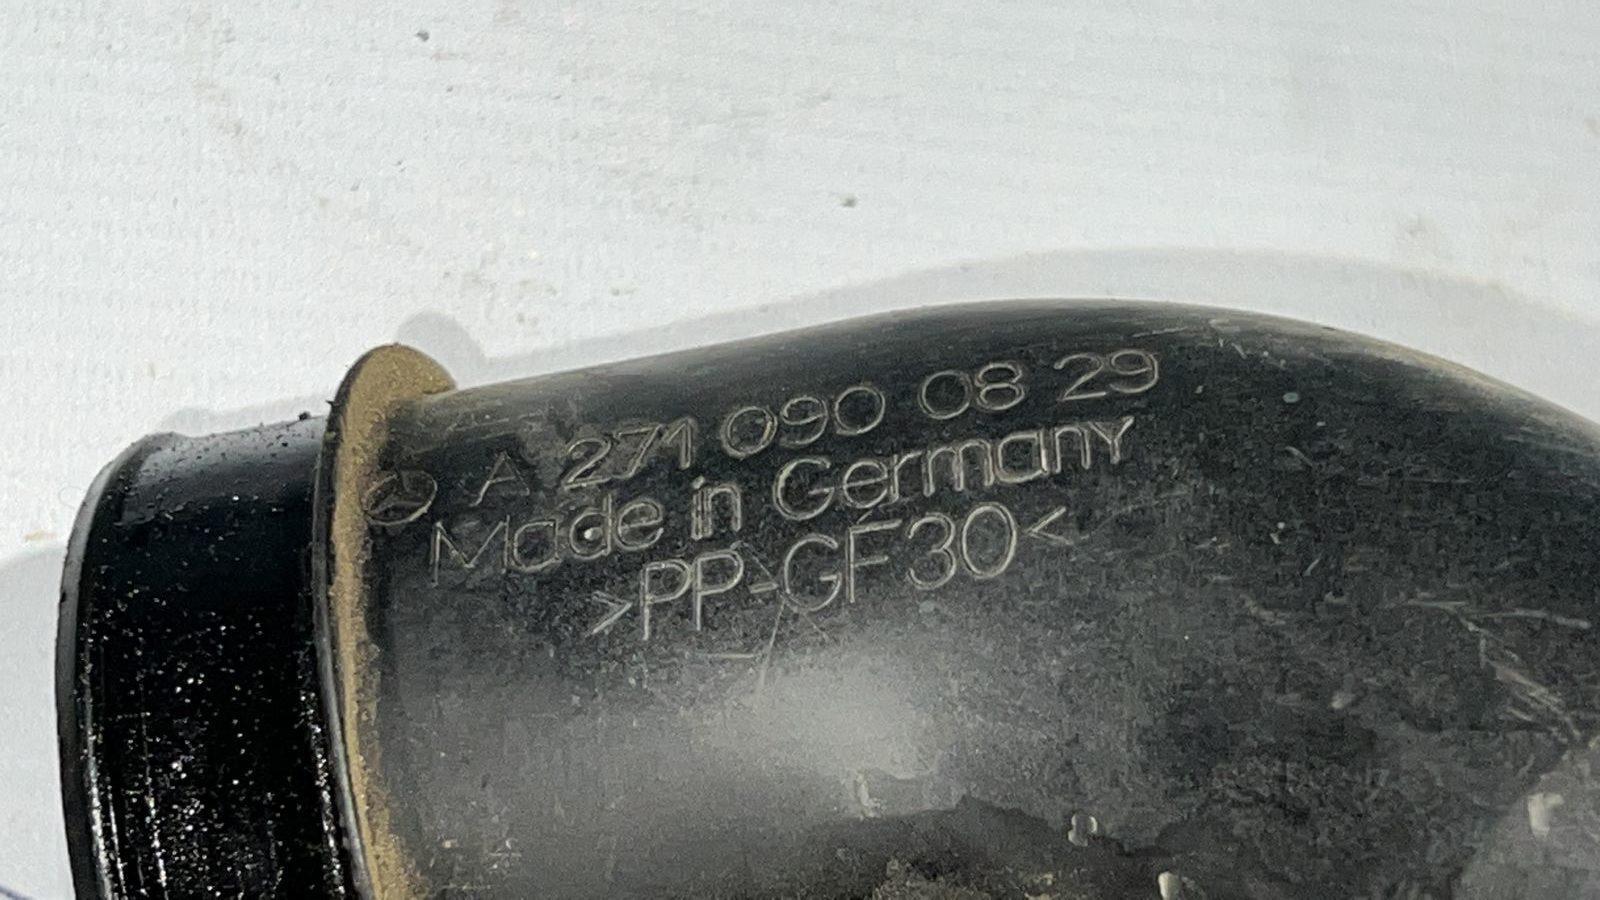 A 271 090 08 29
Made in Germany
>PP-GF30<